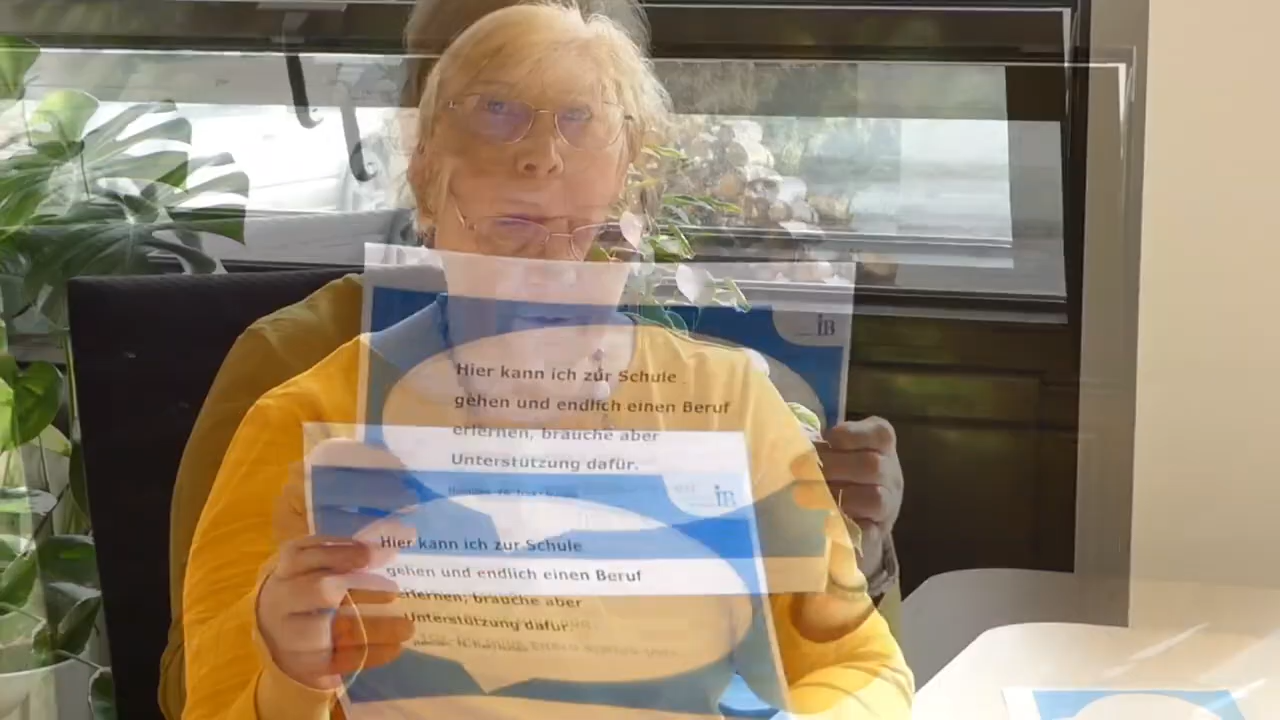 IB
Hier kann ich zur Schule
gehen und endlich einen Beruf
erlernen, brauche aber
Unterstützung dafür.
IB
Hier kann ich zur Schule
gehen und endlich einen Beruf
erlernen, brauche aber
Unterstützung dafür.